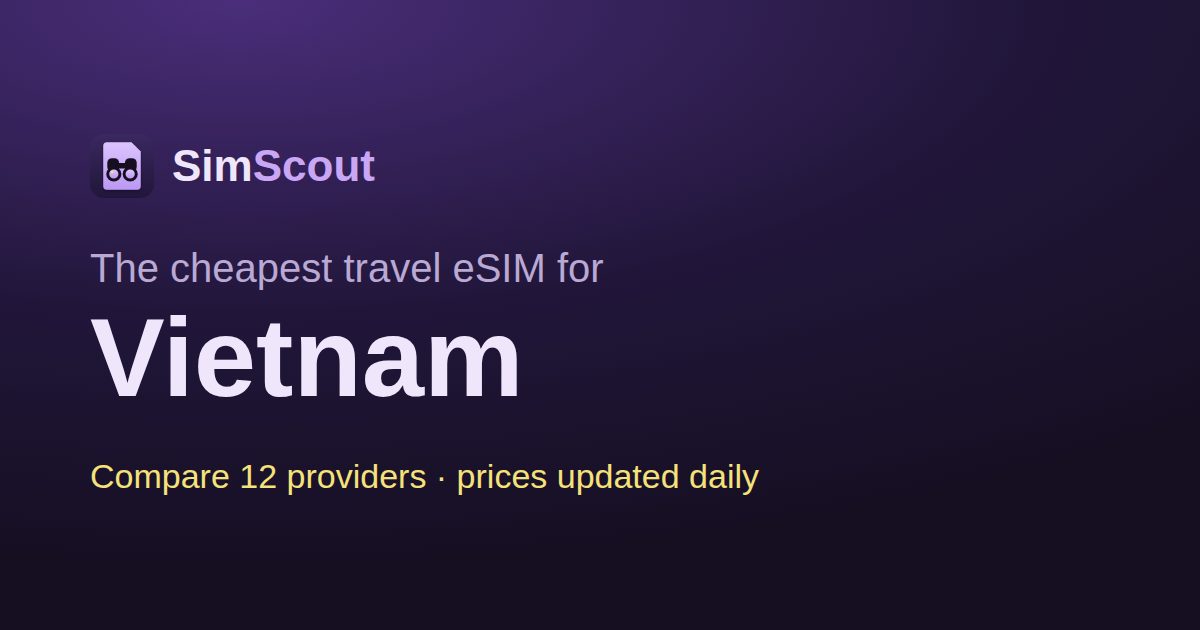 SimScout
The cheapest travel eSIM for
Vietnam
Compare 12 providers · prices updated daily